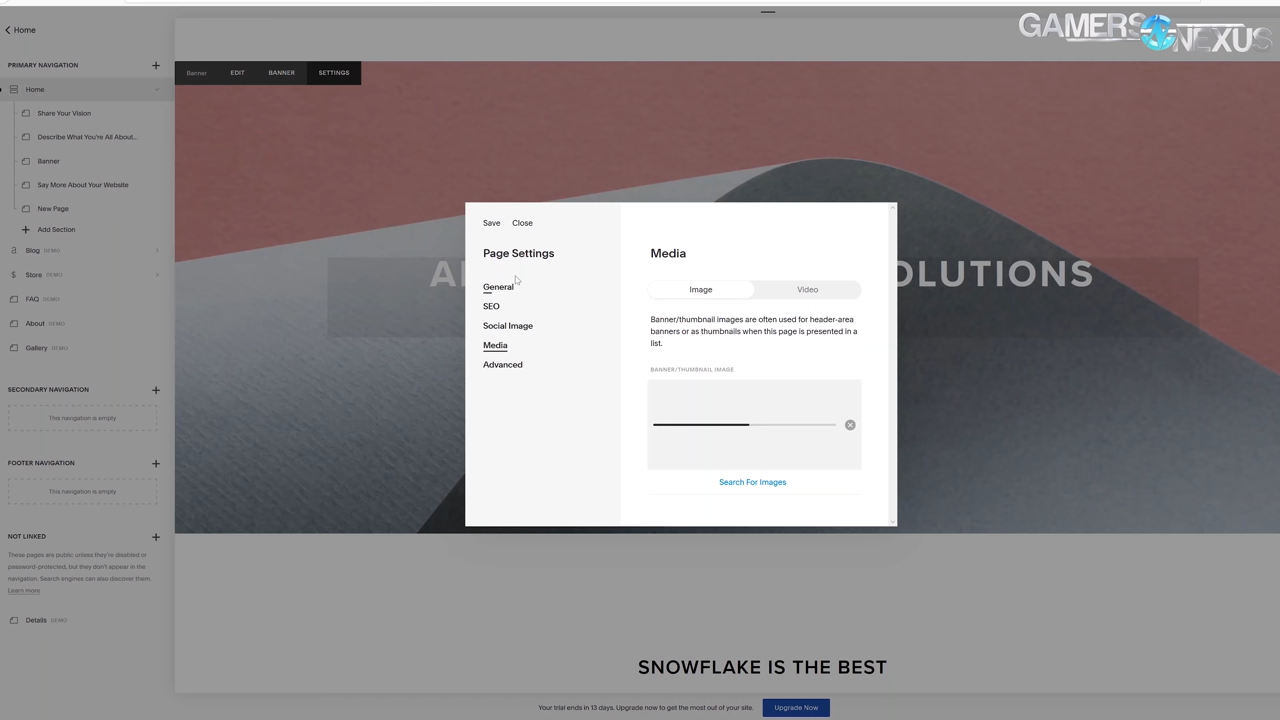 GAMERS NEXUS
Home
PRIMARY NAVIGATION
Home
Share Your Vision
Describe What You're All About...
Banner
Say More About Your Website
New Page
Add Section
Blog DEMO
Store DEMO
FAQ DEMO
About DEMO
Gallery DEMO
SECONDARY NAVIGATION
This navigation is empty
FOOTER NAVIGATION
This navigation is empty
NOT LINKED
These pages are public unless they're disabled or
password-protected, but they don't appear in the
navigation. Search engines can also discover them.
Learn more
Details DEMO
Banner EDIT BANNER SETTINGS
OLUTIONS
Save Close
Page Settings
General
SEO
Social Image
Media
Advanced
Media
Image Video
Banner/thumbnail images are often used for header-area
banners or as thumbnails when this page is presented in a
list.
BANNER/THUMBNAIL IMAGE
Search For Images
SNOWFLAKE IS THE BEST
Your trial ends in 13 days. Upgrade now to get the most out of your site.
Upgrade Now